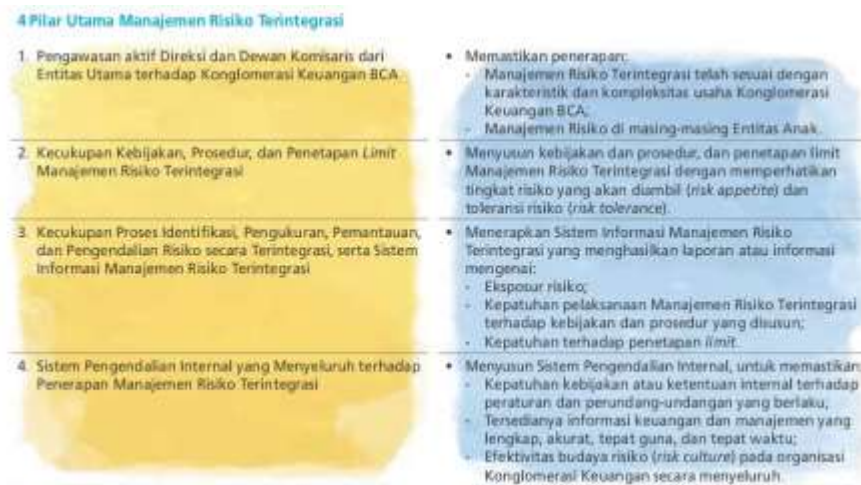 4 Pilar Utama Manajemen Risiko Terintegrasi
1. Pengawasan aktif Direksi dan Dewan Komisaris dari
Entitas Utama terhadap Konglomerasi Keuangan BCA
• Memastikan penerapan:
- Manajemen Risiko Terintegrasi telah sesuai dengan
karakteristik dan kompleksitas usaha Konglomerasi
Keuangan BCA;
- Manajemen Risiko di masing-masing Entitas Anak.
2. Kecukupan Kebijakan, Prosedur, dan Penetapan Limit
Manajemen Risiko Terintegrasi
• Menyusun kebijakan dan prosedur, dan penetapan limit
Manajemen Risiko Terintegrasi dengan memperhatikan
tingkat risiko yang akan diambil (risk appetite) dan
toleransi risiko (risk tolerance).
3. Kecukupan Proses Identifikasi, Pengukuran, Pemantauan,
dan Pengendalian Risiko secara Terintegrasi, serta Sistem
Informasi Manajemen Risiko Terintegrasi
• Menerapkan Sistem Informasi Manajemen Risiko
Terintegrasi yang menghasilkan laporan atau informasi
mengenai:
- Eksposur risiko;
- Kepatuhan pelaksanaan Manajemen Risiko Terintegrasi
terhadap kebijakan dan prosedur yang disusun;
- Kepatuhan terhadap penetapan limit.
4. Sistem Pengendalian Internal yang Menyeluruh terhadap
Penerapan Manajemen Risiko Terintegrasi
• Menyusun Sistem Pengendalian Internal, untuk memastikan:
- Kepatuhan kebijakan atau ketentuan internal terhadap
peraturan dan perundang-undangan yang berlaku;
- Tersedianya informasi keuangan dan manajemen yang
lengkap, akurat, tepat guna, dan tepat waktu;
- Efektivitas budaya risiko (risk culture) pada organisasi
Konglomerasi Keuangan secara menyeluruh.